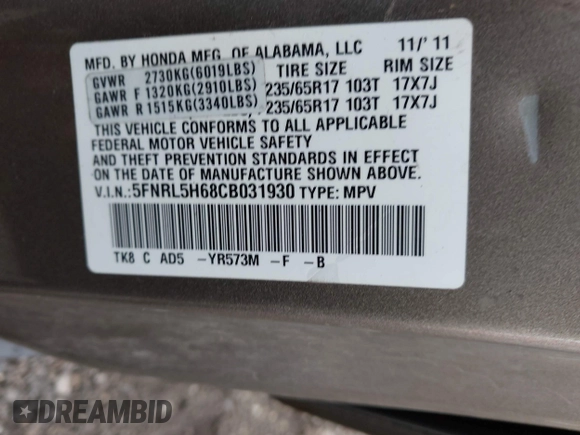 MFD. BY HONDA MFG. OF ALABAMA, LLC 11/'11
GVWR 2730KG(6019LBS) TIRE SIZE RIM SIZE
GAWR F 1320KG(2910LBS) 235/65R17 103T 17X7J
GAWR R 1515KG(3340LBS) 235/65R17 103T 17X7J
THIS VEHICLE CONFORMS TO ALL APPLICABLE
FEDERAL MOTOR VEHICLE SAFETY
AND THEFT PREVENTION STANDARDS IN EFFECT
ON THE DATE OF MANUFACTURE SHOWN ABOVE.
V.I.N.:5FNRL5H68CB031930 TYPE: MPV
TK8 C AD5 -YR573M -F -B
DREAMBID